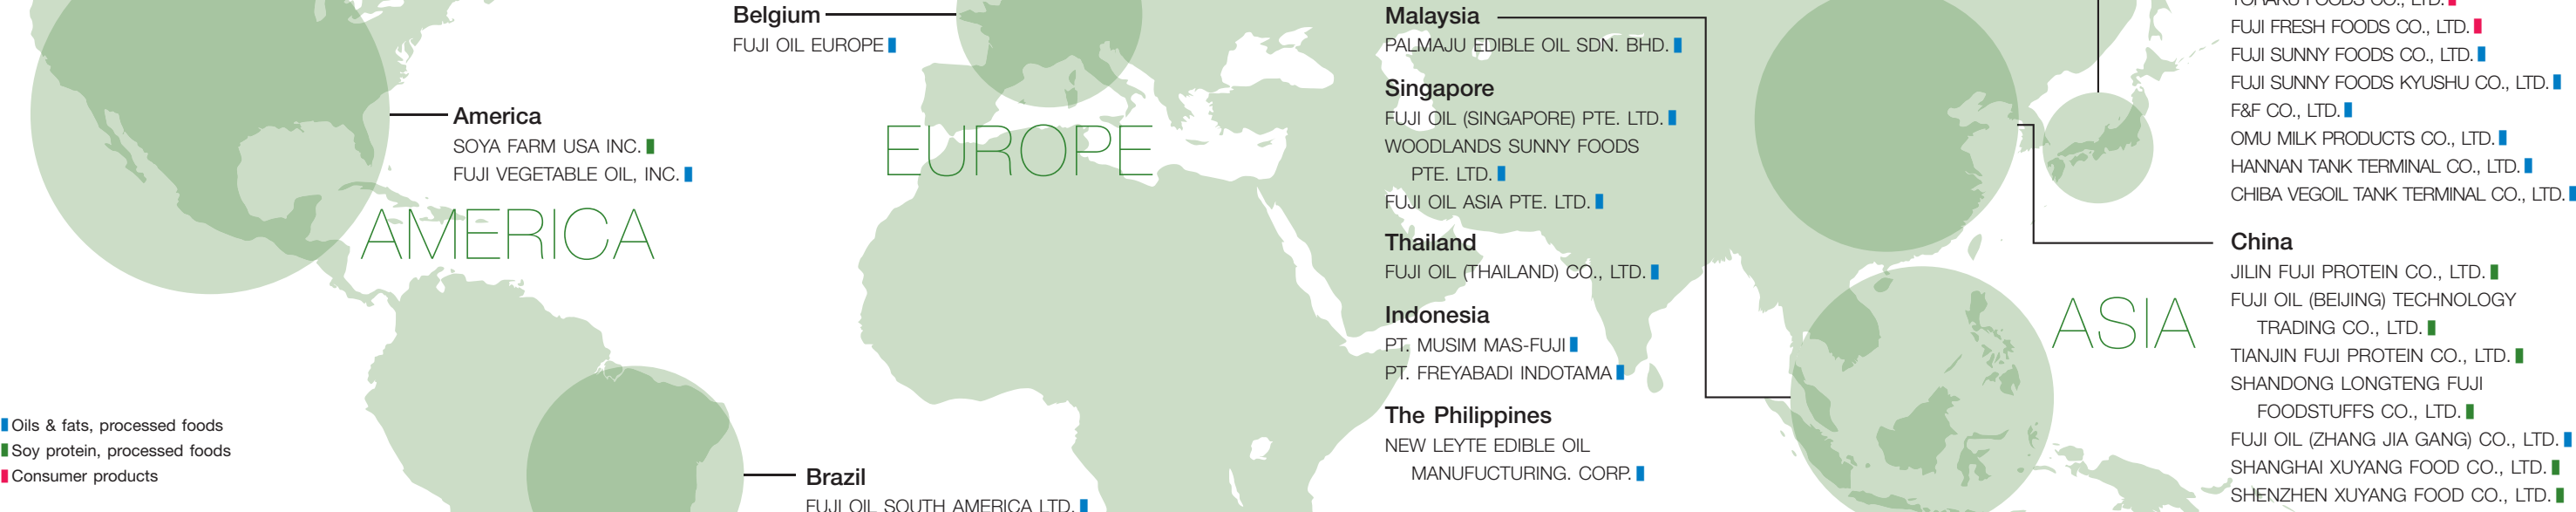 Belgium
FUJI OIL EUROPE
America
SOYA FARM USA INC.
FUJI VEGETABLE OIL, INC.
AMERICA
EUROPE
Oils & fats, processed foods
Soy protein, processed foods
Consumer products
Brazil
FUJI OIL SOUTH AMERICA LTD.
Malaysia
PALMAJU EDIBLE OIL SDN. BHD.
Singapore
FUJI OIL (SINGAPORE) PTE. LTD.
WOODLANDS SUNNY FOODS
PTE. LTD.
FUJI OIL ASIA PTE. LTD.
Thailand
FUJI OIL (THAILAND) CO., LTD.
Indonesia
PT. MUSIM MAS-FUJI
PT. FREYABADI INDOTAMA
The Philippines
NEW LEYTE EDIBLE OIL
MANUFUCTURING. CORP.
ASIA
TORAKU FOODS CO., LTD.
FUJI FRESH FOODS CO., LTD.
FUJI SUNNY FOODS CO., LTD.
FUJI SUNNY FOODS KYUSHU CO., LTD.
F&F CO., LTD.
OMU MILK PRODUCTS CO., LTD.
HANNAN TANK TERMINAL CO., LTD.
CHIBA VEGOIL TANK TERMINAL CO., LTD.
China
JILIN FUJI PROTEIN CO., LTD.
FUJI OIL (BEIJING) TECHNOLOGY
TRADING CO., LTD.
TIANJIN FUJI PROTEIN CO., LTD.
SHANDONG LONGTENG FUJI
FOODSTUFFS CO., LTD.
FUJI OIL (ZHANG JIA GANG) CO., LTD.
SHANGHAI XUYANG FOOD CO., LTD.
SHENZHEN XUYANG FOOD CO., LTD.